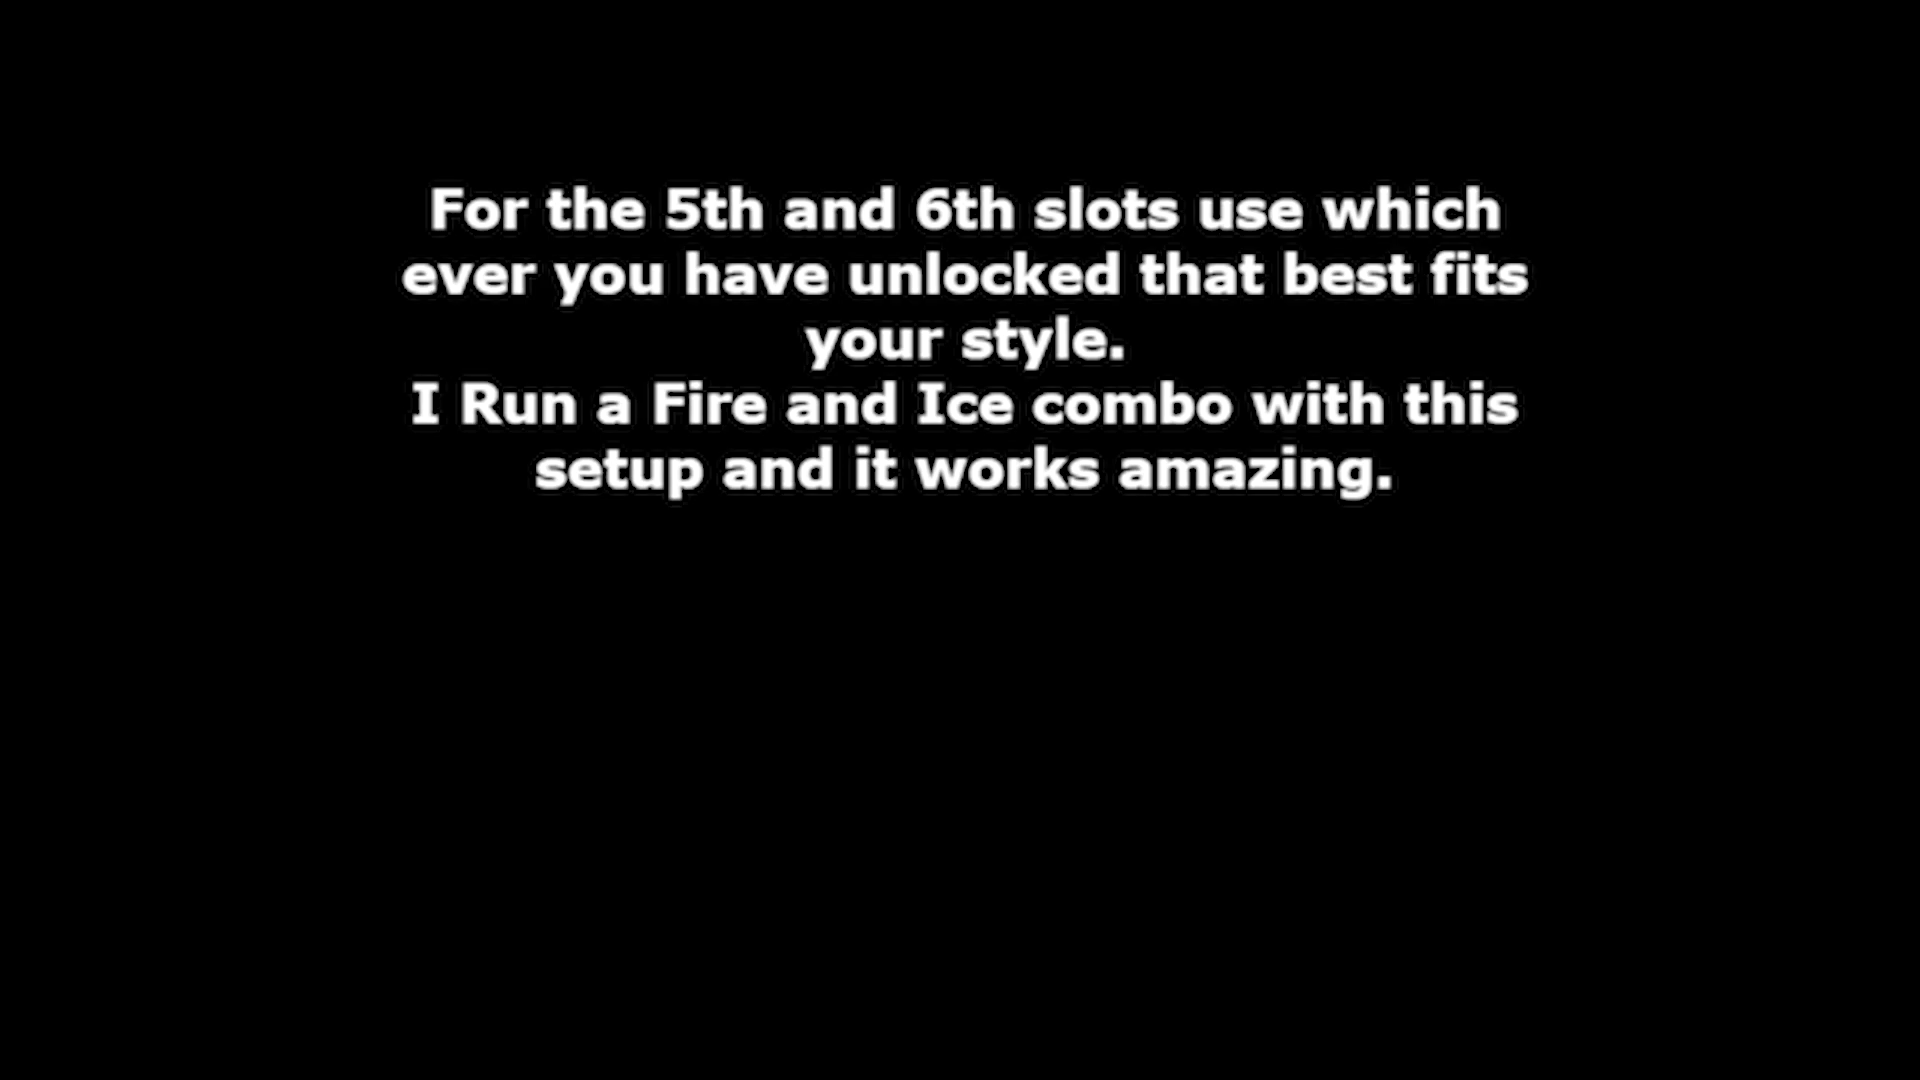 For the 5th and 6th slots use which
ever you have unlocked that best fits
your style.
I Run a Fire and Ice combo with this
setup and it works amazing.